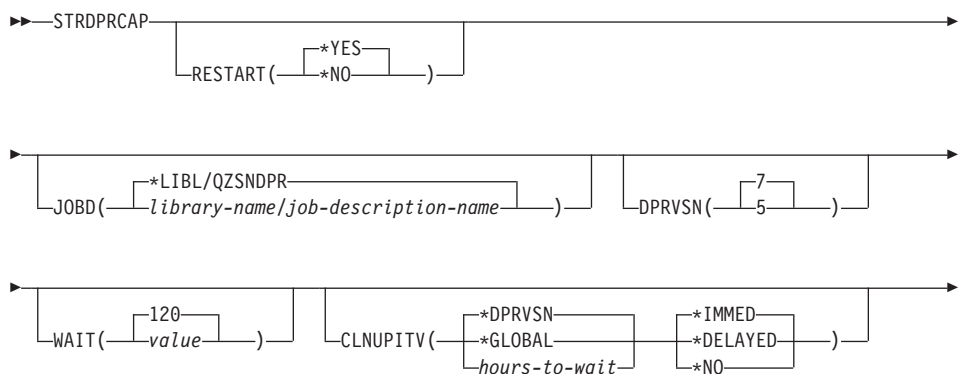 STRDPRCAP
*YES
RESTART( *NO )
*LIBL/QZSNDPR 7
JOBD( library-name/job-description-name ) DPRVSN( 5 )
120 *DPRVSN *IMMED
WAIT( value ) CLNUPITV( *GLOBAL *DELAYED )
hours-to-wait *NO